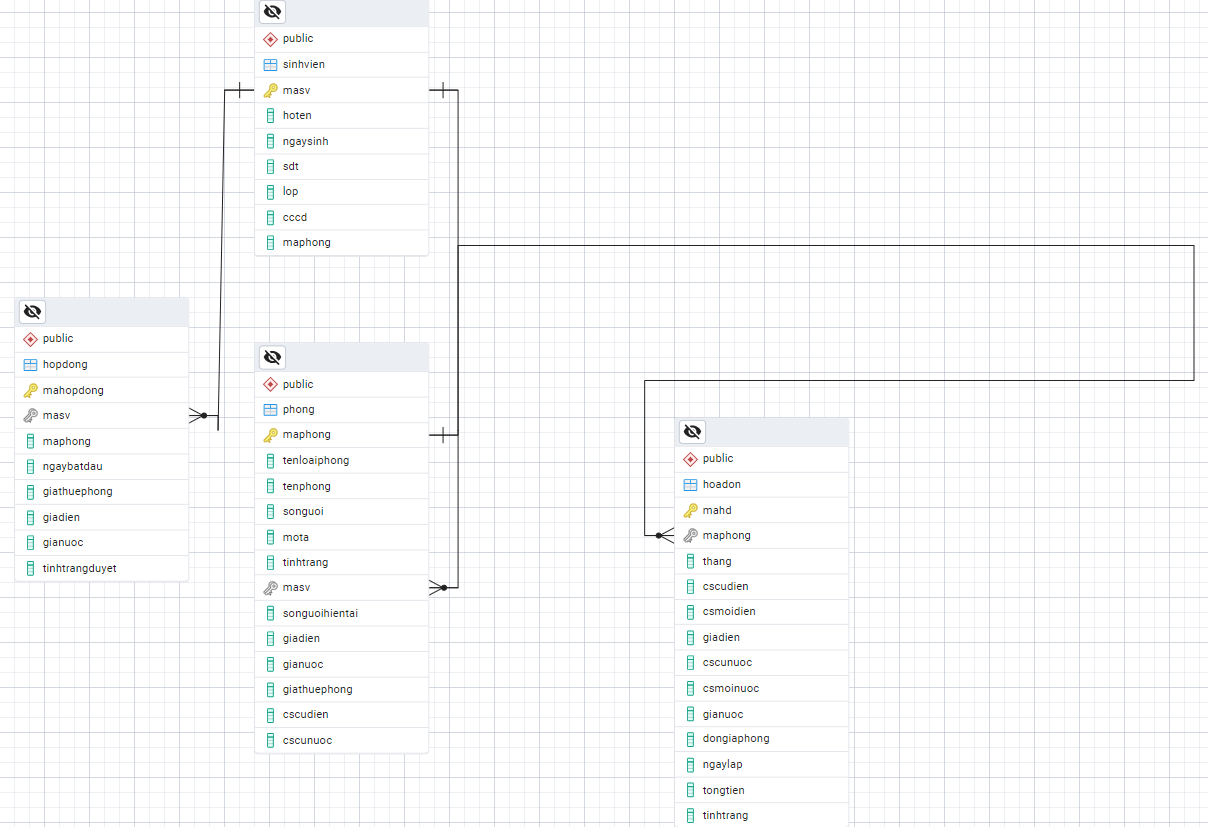 public
sinhvien
masv
hoten
ngaysinh
sdt
lop
cccd
maphong
public
hopdong
mahopdong
masv
maphong
ngaybatdau
giathuephong
giadien
gianuoc
tinhtrangduyet
public
phong
maphong
tenloaiphong
tenphong
songuoi
mota
tinhtrang
masv
songuoihientai
giadien
gianuoc
giathuephong
cscudien
cscunuoc
public
hoadon
mahd
maphong
thang
cscudien
csmoidien
giadien
cscunuoc
csmoinuoc
gianuoc
dongiaphong
ngaylap
tongtien
tinhtrang